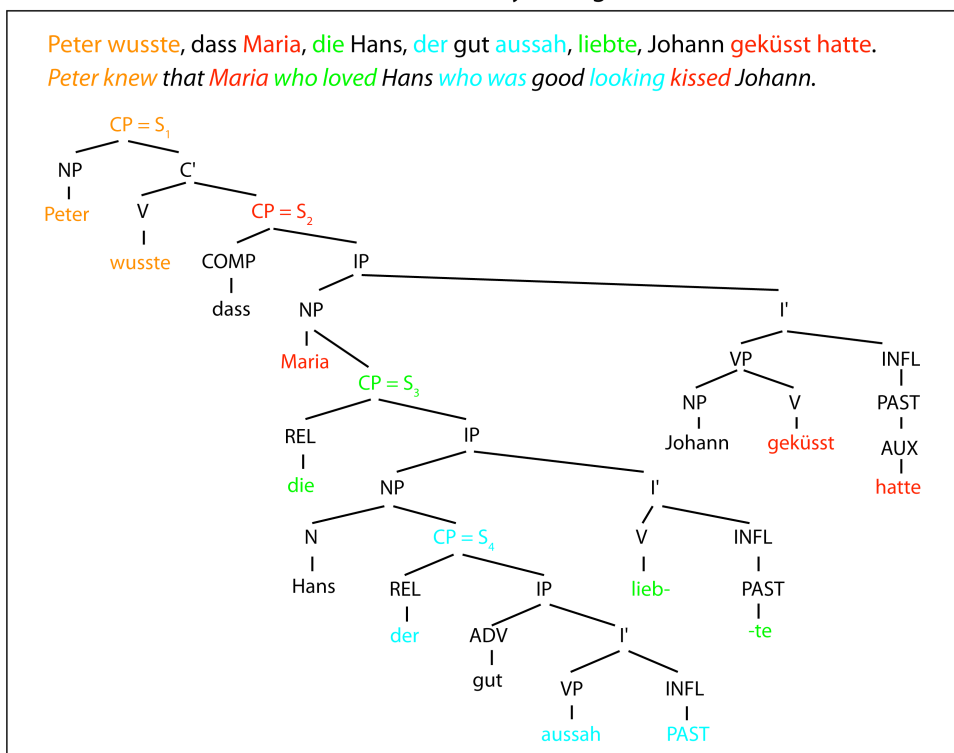 Peter wusste, dass Maria, die Hans, der gut aussah, liebte, Johann geküsst hatte.
Peter knew that Maria who loved Hans who was good looking kissed Johann.
CP = S1
NP C'
Peter V CP = S2
wusste COMP IP
dass NP I'
Maria VP INFL
CP = S3
NP V PAST
REL IP Johann geküsst AUX
die NP I' hatte
N CP = S4 V INFL
Hans REL IP lieb- PAST
der ADV I' -te
gut VP INFL
aussah PAST